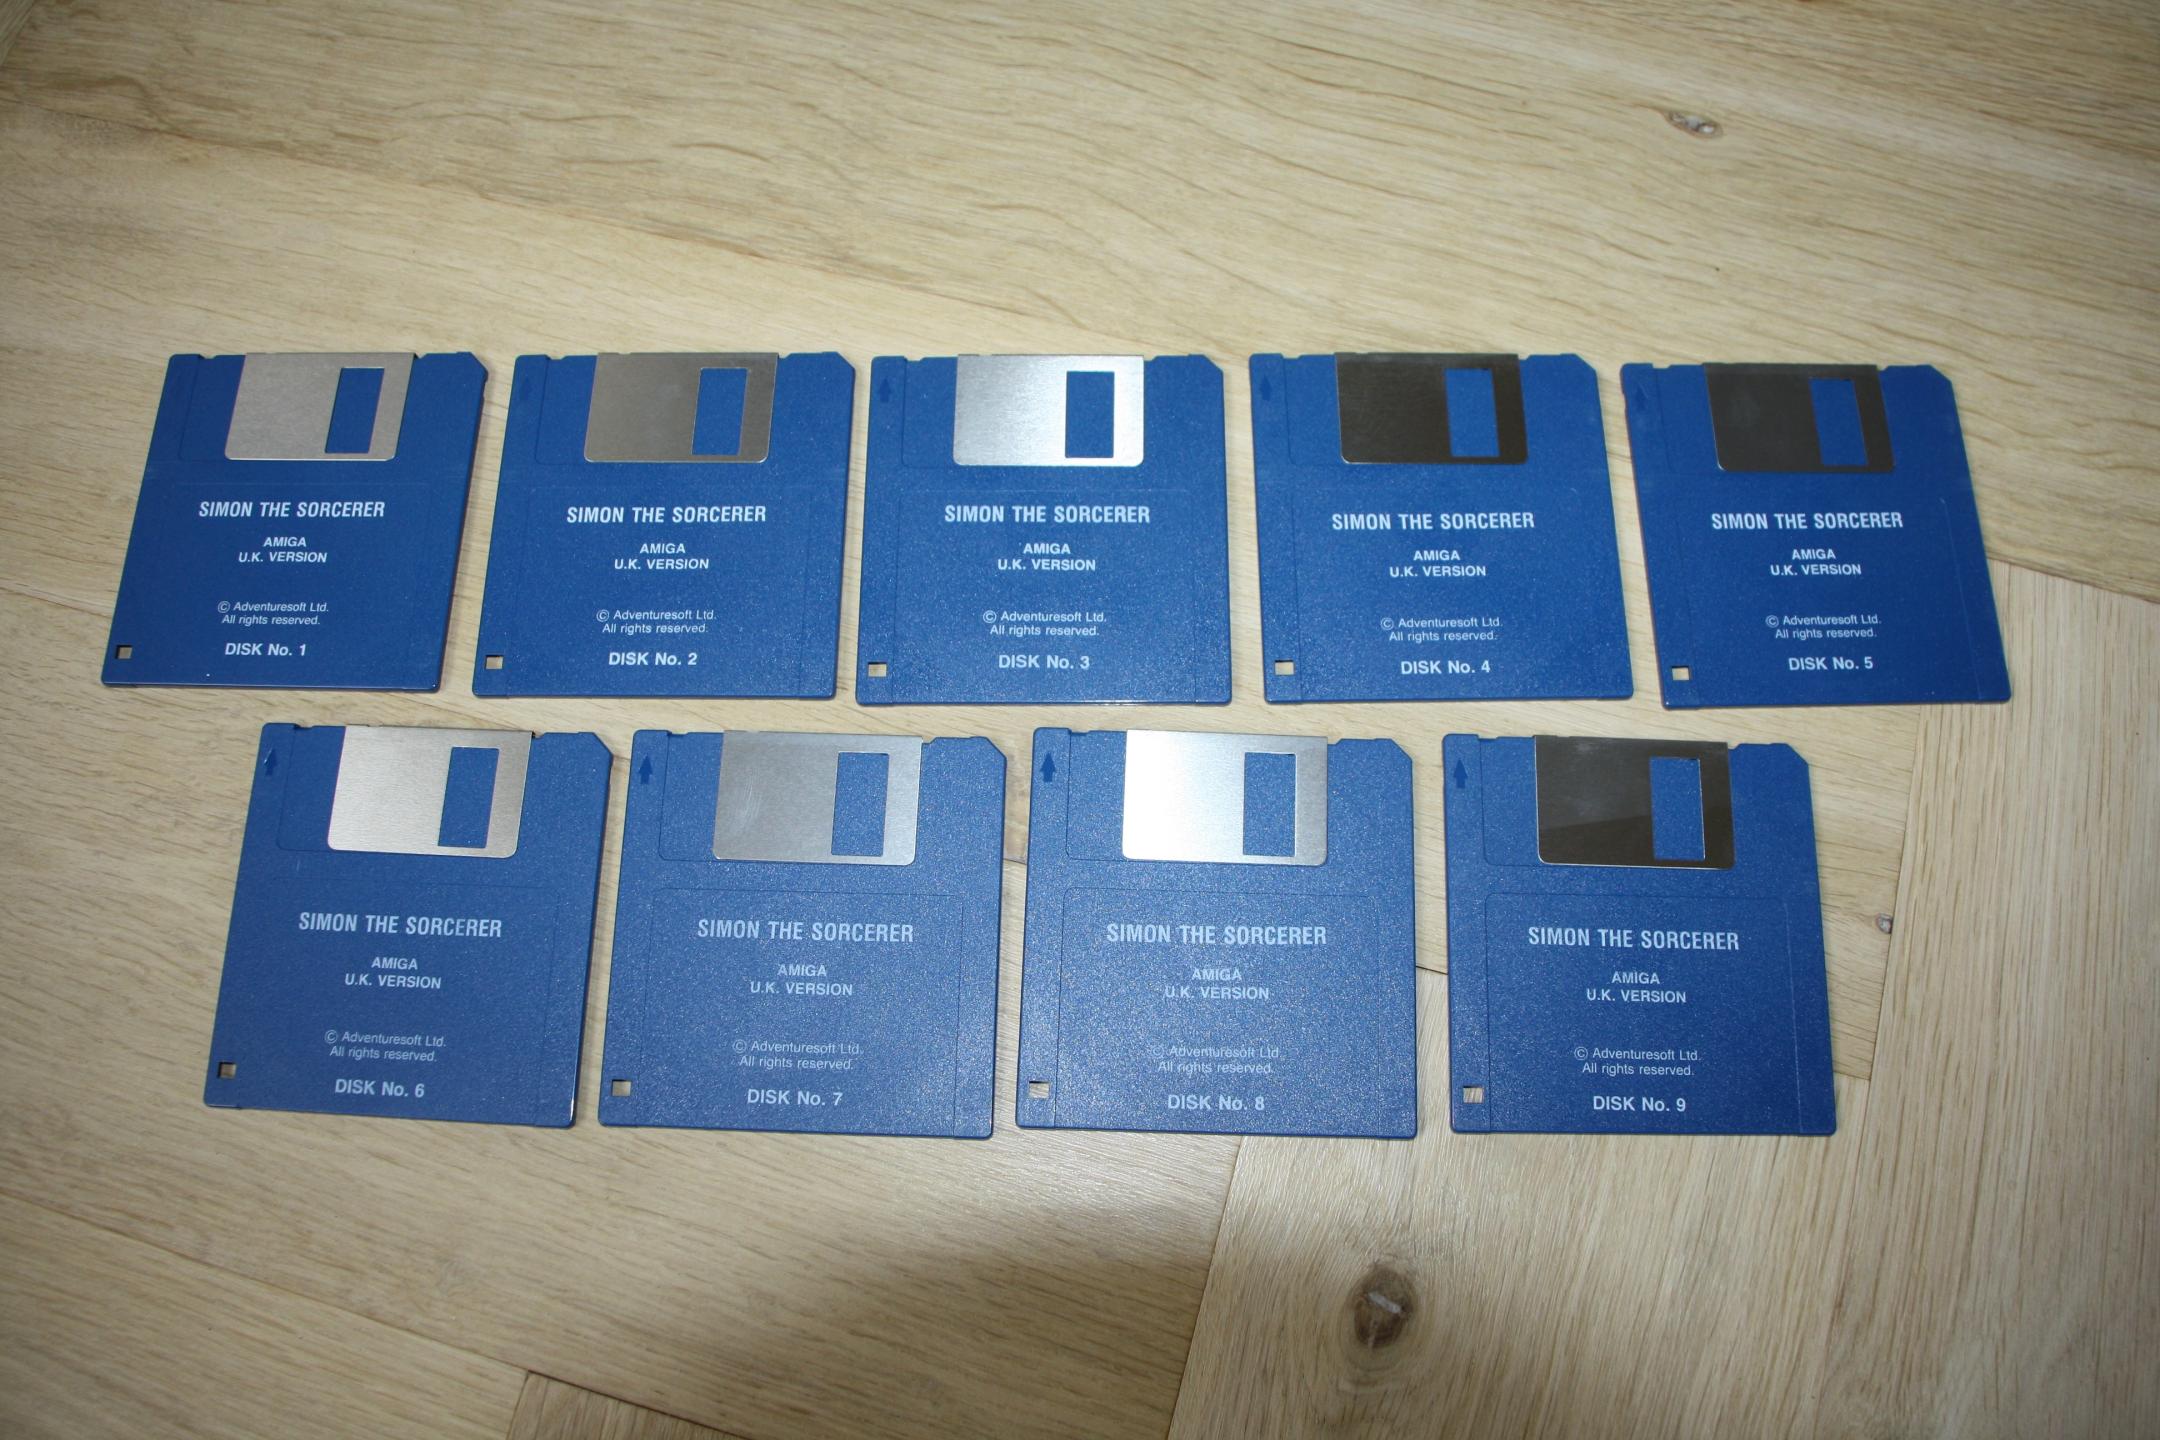 SIMON THE SORCERER
AMIGA
U.K. VERSION
© Adventuresoft Ltd.
All rights reserved.
DISK No. 1
SIMON THE SORCERER
AMIGA
U.K. VERSION
© Adventuresoft Ltd.
All rights reserved.
DISK No. 2
SIMON THE SORCERER
AMIGA
U.K. VERSION
© Adventuresoft Ltd.
All rights reserved.
DISK No. 3
SIMON THE SORCERER
AMIGA
U.K. VERSION
© Adventuresoft Ltd.
All rights reserved.
DISK No. 4
SIMON THE SORCERER
AMIGA
U.K. VERSION
© Adventuresoft Ltd.
All rights reserved.
DISK No. 5
SIMON THE SORCERER
AMIGA
U.K. VERSION
© Adventuresoft Ltd.
All rights reserved.
DISK No. 6
SIMON THE SORCERER
AMIGA
U.K. VERSION
© Adventuresoft Ltd.
All rights reserved.
DISK No. 7
SIMON THE SORCERER
AMIGA
U.K. VERSION
© Adventuresoft Ltd.
All rights reserved.
DISK No. 8
SIMON THE SORCERER
AMIGA
U.K. VERSION
© Adventuresoft Ltd.
All rights reserved.
DISK No. 9